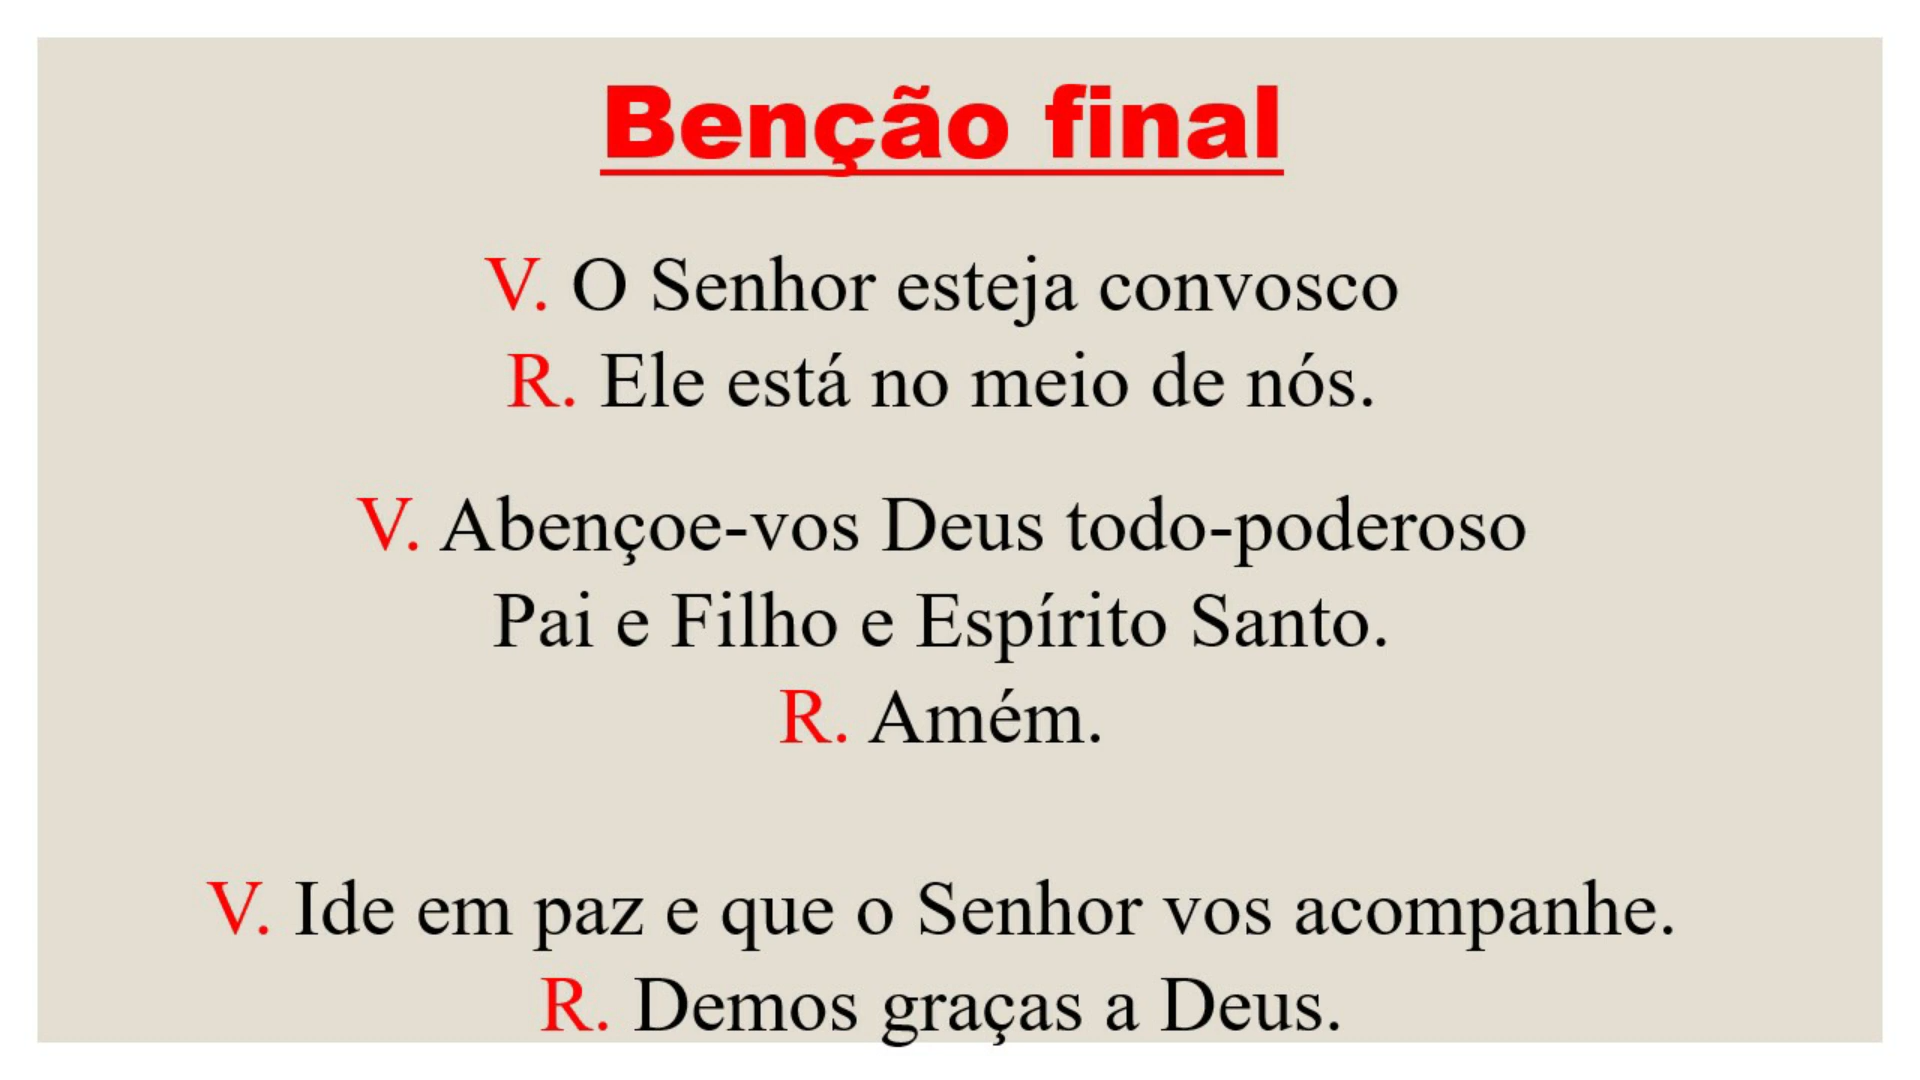 Benção final
V. O Senhor esteja convosco
R. Ele está no meio de nós.
V. Abençoe-vos Deus todo-poderoso
Pai e Filho e Espírito Santo.
R. Amém.
V. Ide em paz e que o Senhor vos acompanhe.
R. Demos graças a Deus.